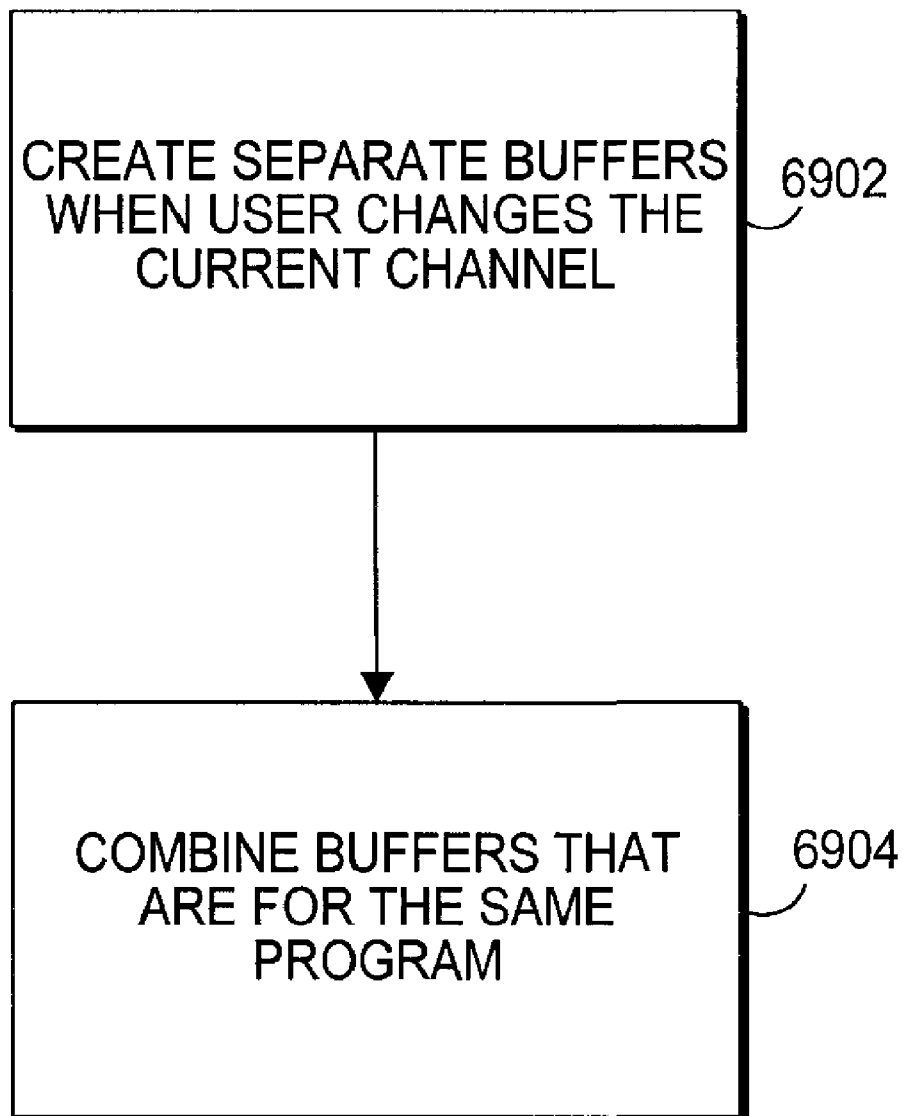 CREATE SEPARATE BUFFERS
WHEN USER CHANGES THE
CURRENT CHANNEL
6902
COMBINE BUFFERS THAT
ARE FOR THE SAME
PROGRAM
6904